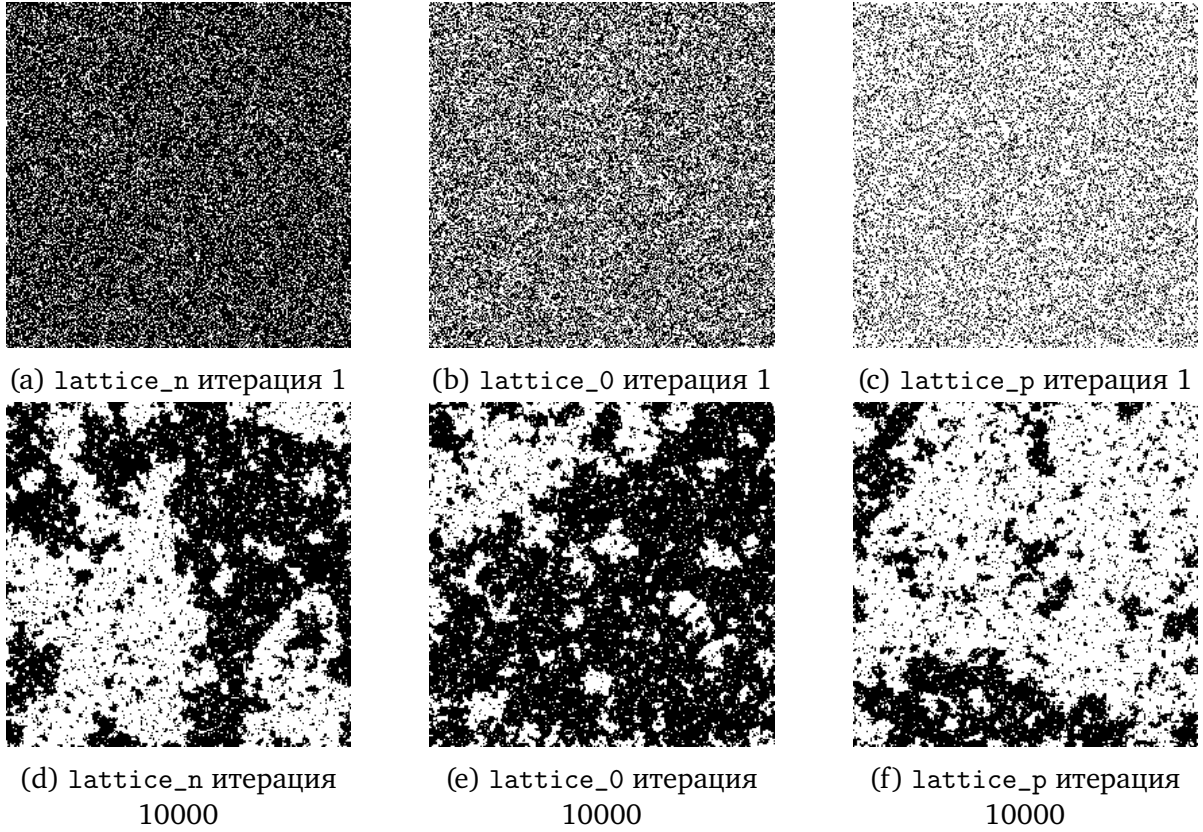 (a) lattice_n итерация 1
(b) lattice_0 итерация 1
(c) lattice_p итерация 1
(d) lattice_n итерация
10000
(e) lattice_0 итерация
10000
(f) lattice_p итерация
10000